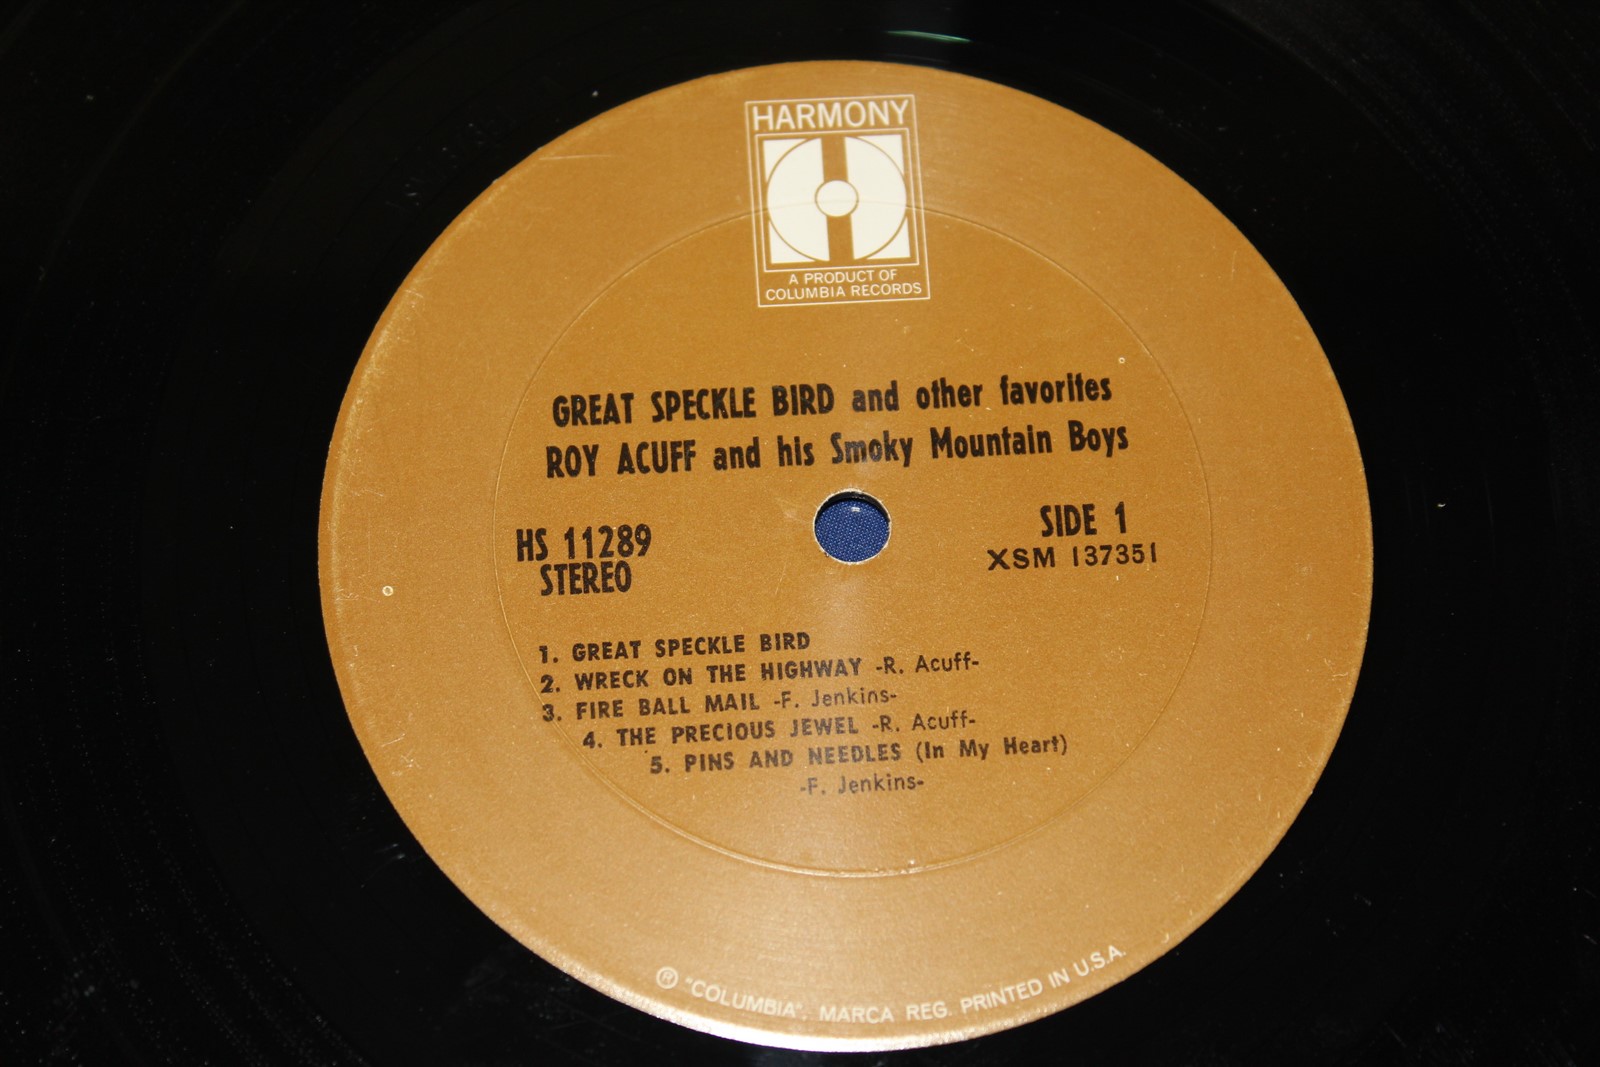 HARMONY
A PRODUCT OF
COLUMBIA RECORDS
GREAT SPECKLE BIRD and other favorites
ROY ACUFF and his Smoky Mountain Boys
HS 11289
STEREO
SIDE 1
XSM 137351
1. GREAT SPECKLE BIRD
2. WRECK ON THE HIGHWAY -R. Acuff-
3. FIRE BALL MAIL -F. Jenkins-
4. THE PRECIOUS JEWEL -R. Acuff-
5. PINS AND NEEDLES (In My Heart)
-F. Jenkins-
® "COLUMBIA", MARCA REG. PRINTED IN U.S.A.